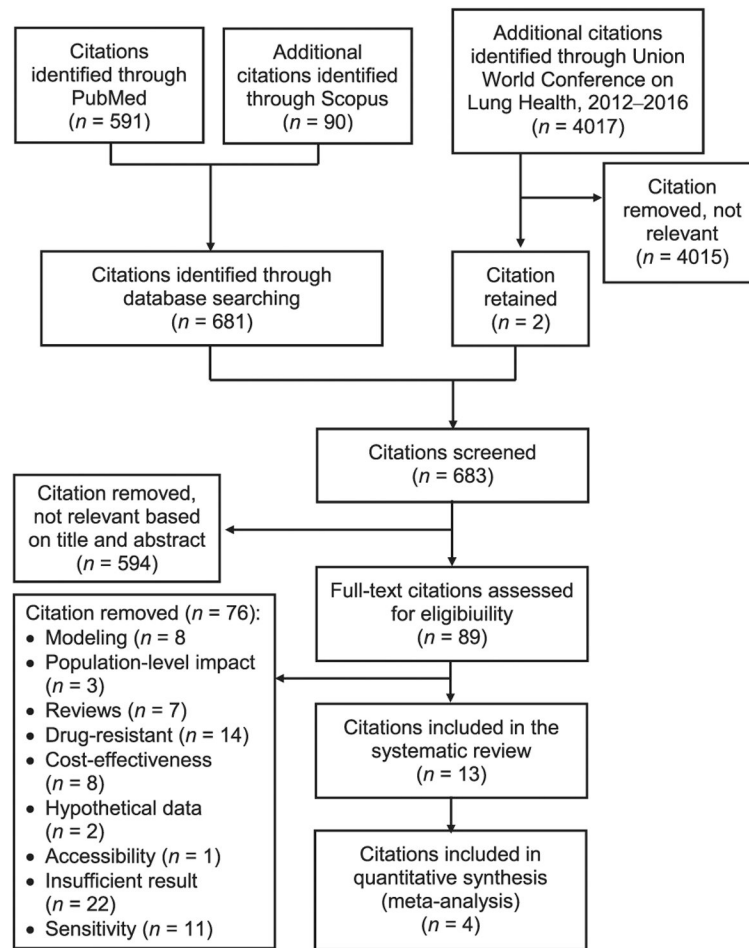 Citations
identified through
PubMed
(n = 591)
Additional
citations identified
through Scopus
(n = 90)
Additional citations
identified through Union
World Conference on
Lung Health, 2012–2016
(n = 4017)
Citation
removed, not
relevant
(n = 4015)
Citations identified through
database searching
(n = 681)
Citation
retained
(n = 2)
Citations screened
(n = 683)
Citation removed,
not relevant based
on title and abstract
(n = 594)
Full-text citations assessed
for eligibiuility
(n = 89)
Citation removed (n = 76):
• Modeling (n = 8
• Population-level impact
(n = 3)
• Reviews (n = 7)
• Drug-resistant (n = 14)
• Cost-effectiveness
(n = 8)
• Hypothetical data
(n = 2)
• Accessibility (n = 1)
• Insufficient result
(n = 22)
• Sensitivity (n = 11)
Citations included in the
systematic review
(n = 13)
Citations included in
quantitative synthesis
(meta-analysis)
(n = 4)